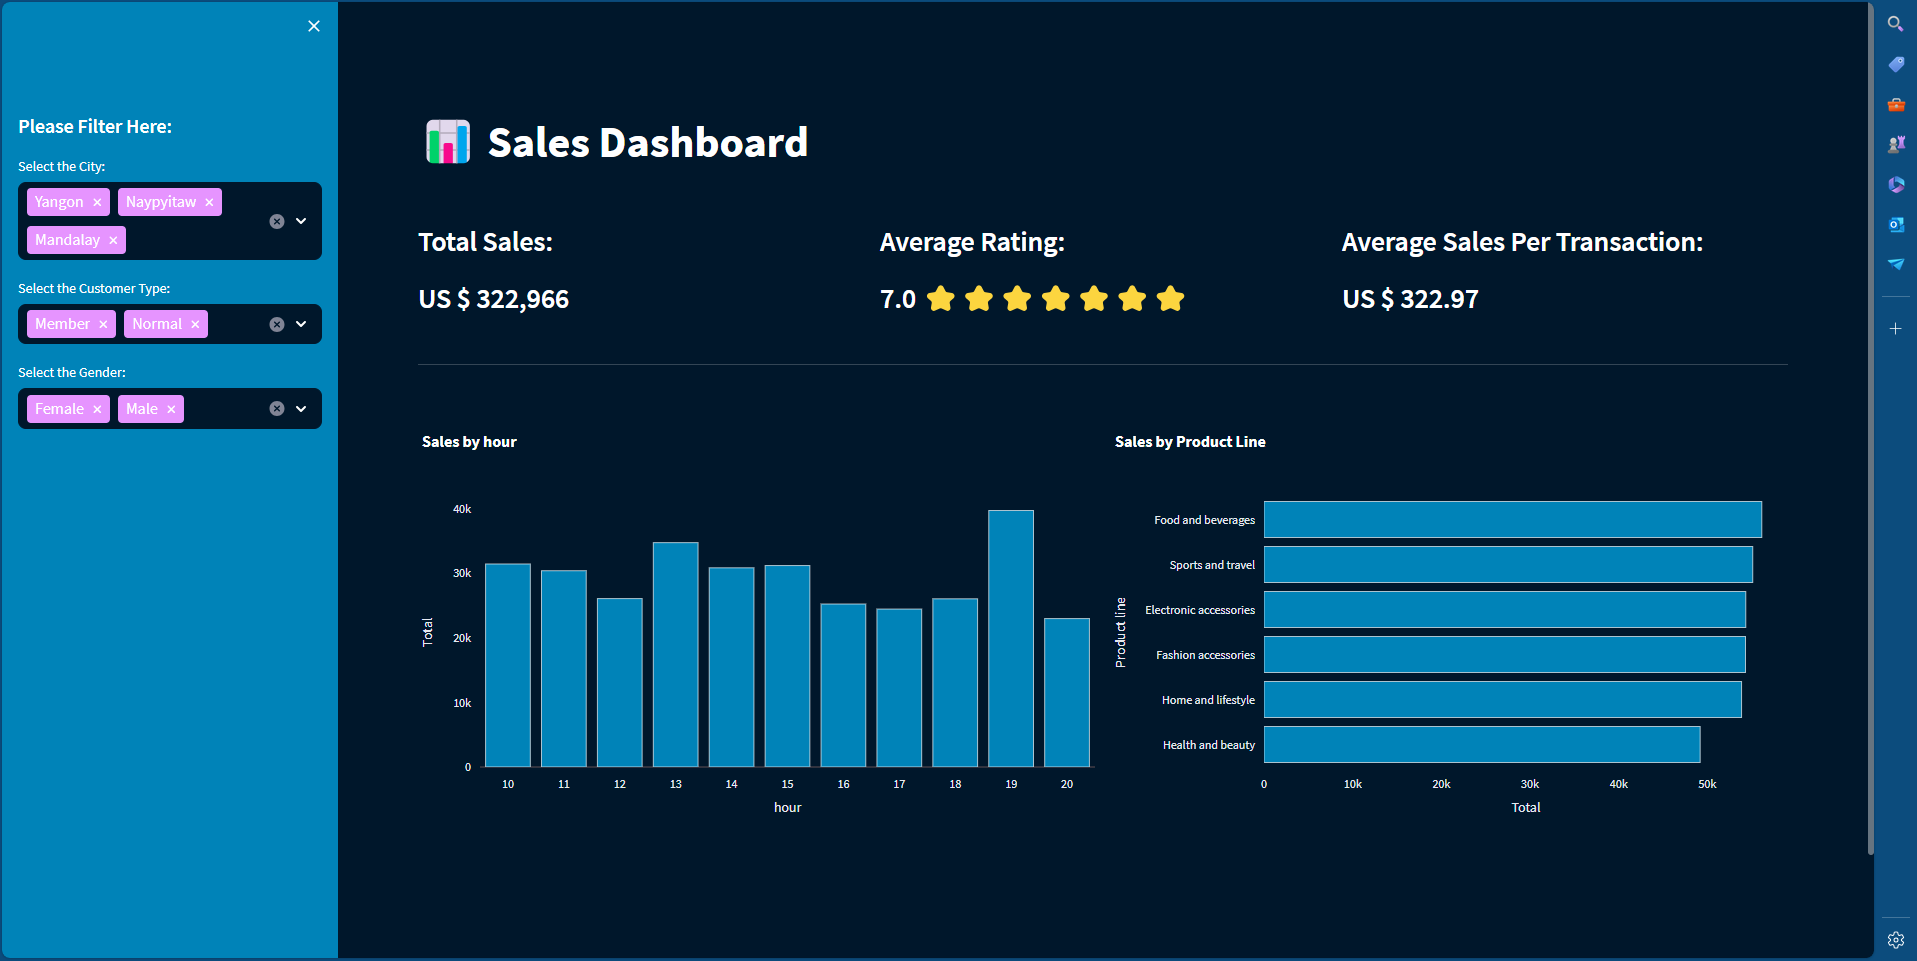 Please Filter Here:
Select the City:
Yangon Naypyitaw
Mandalay
Select the Customer Type:
Member Normal
Select the Gender:
Female Male
Sales Dashboard
Total Sales:
US $ 322,966
Average Rating:
7.0
Average Sales Per Transaction:
US $ 322.97
Sales by hour
40k
30k
20k
10k
0
Total
10 11 12 13 14 15 16 17 18 19 20
hour
Sales by Product Line
Product line
Food and beverages
Sports and travel
Electronic accessories
Fashion accessories
Home and lifestyle
Health and beauty
0 10k 20k 30k 40k 50k
Total